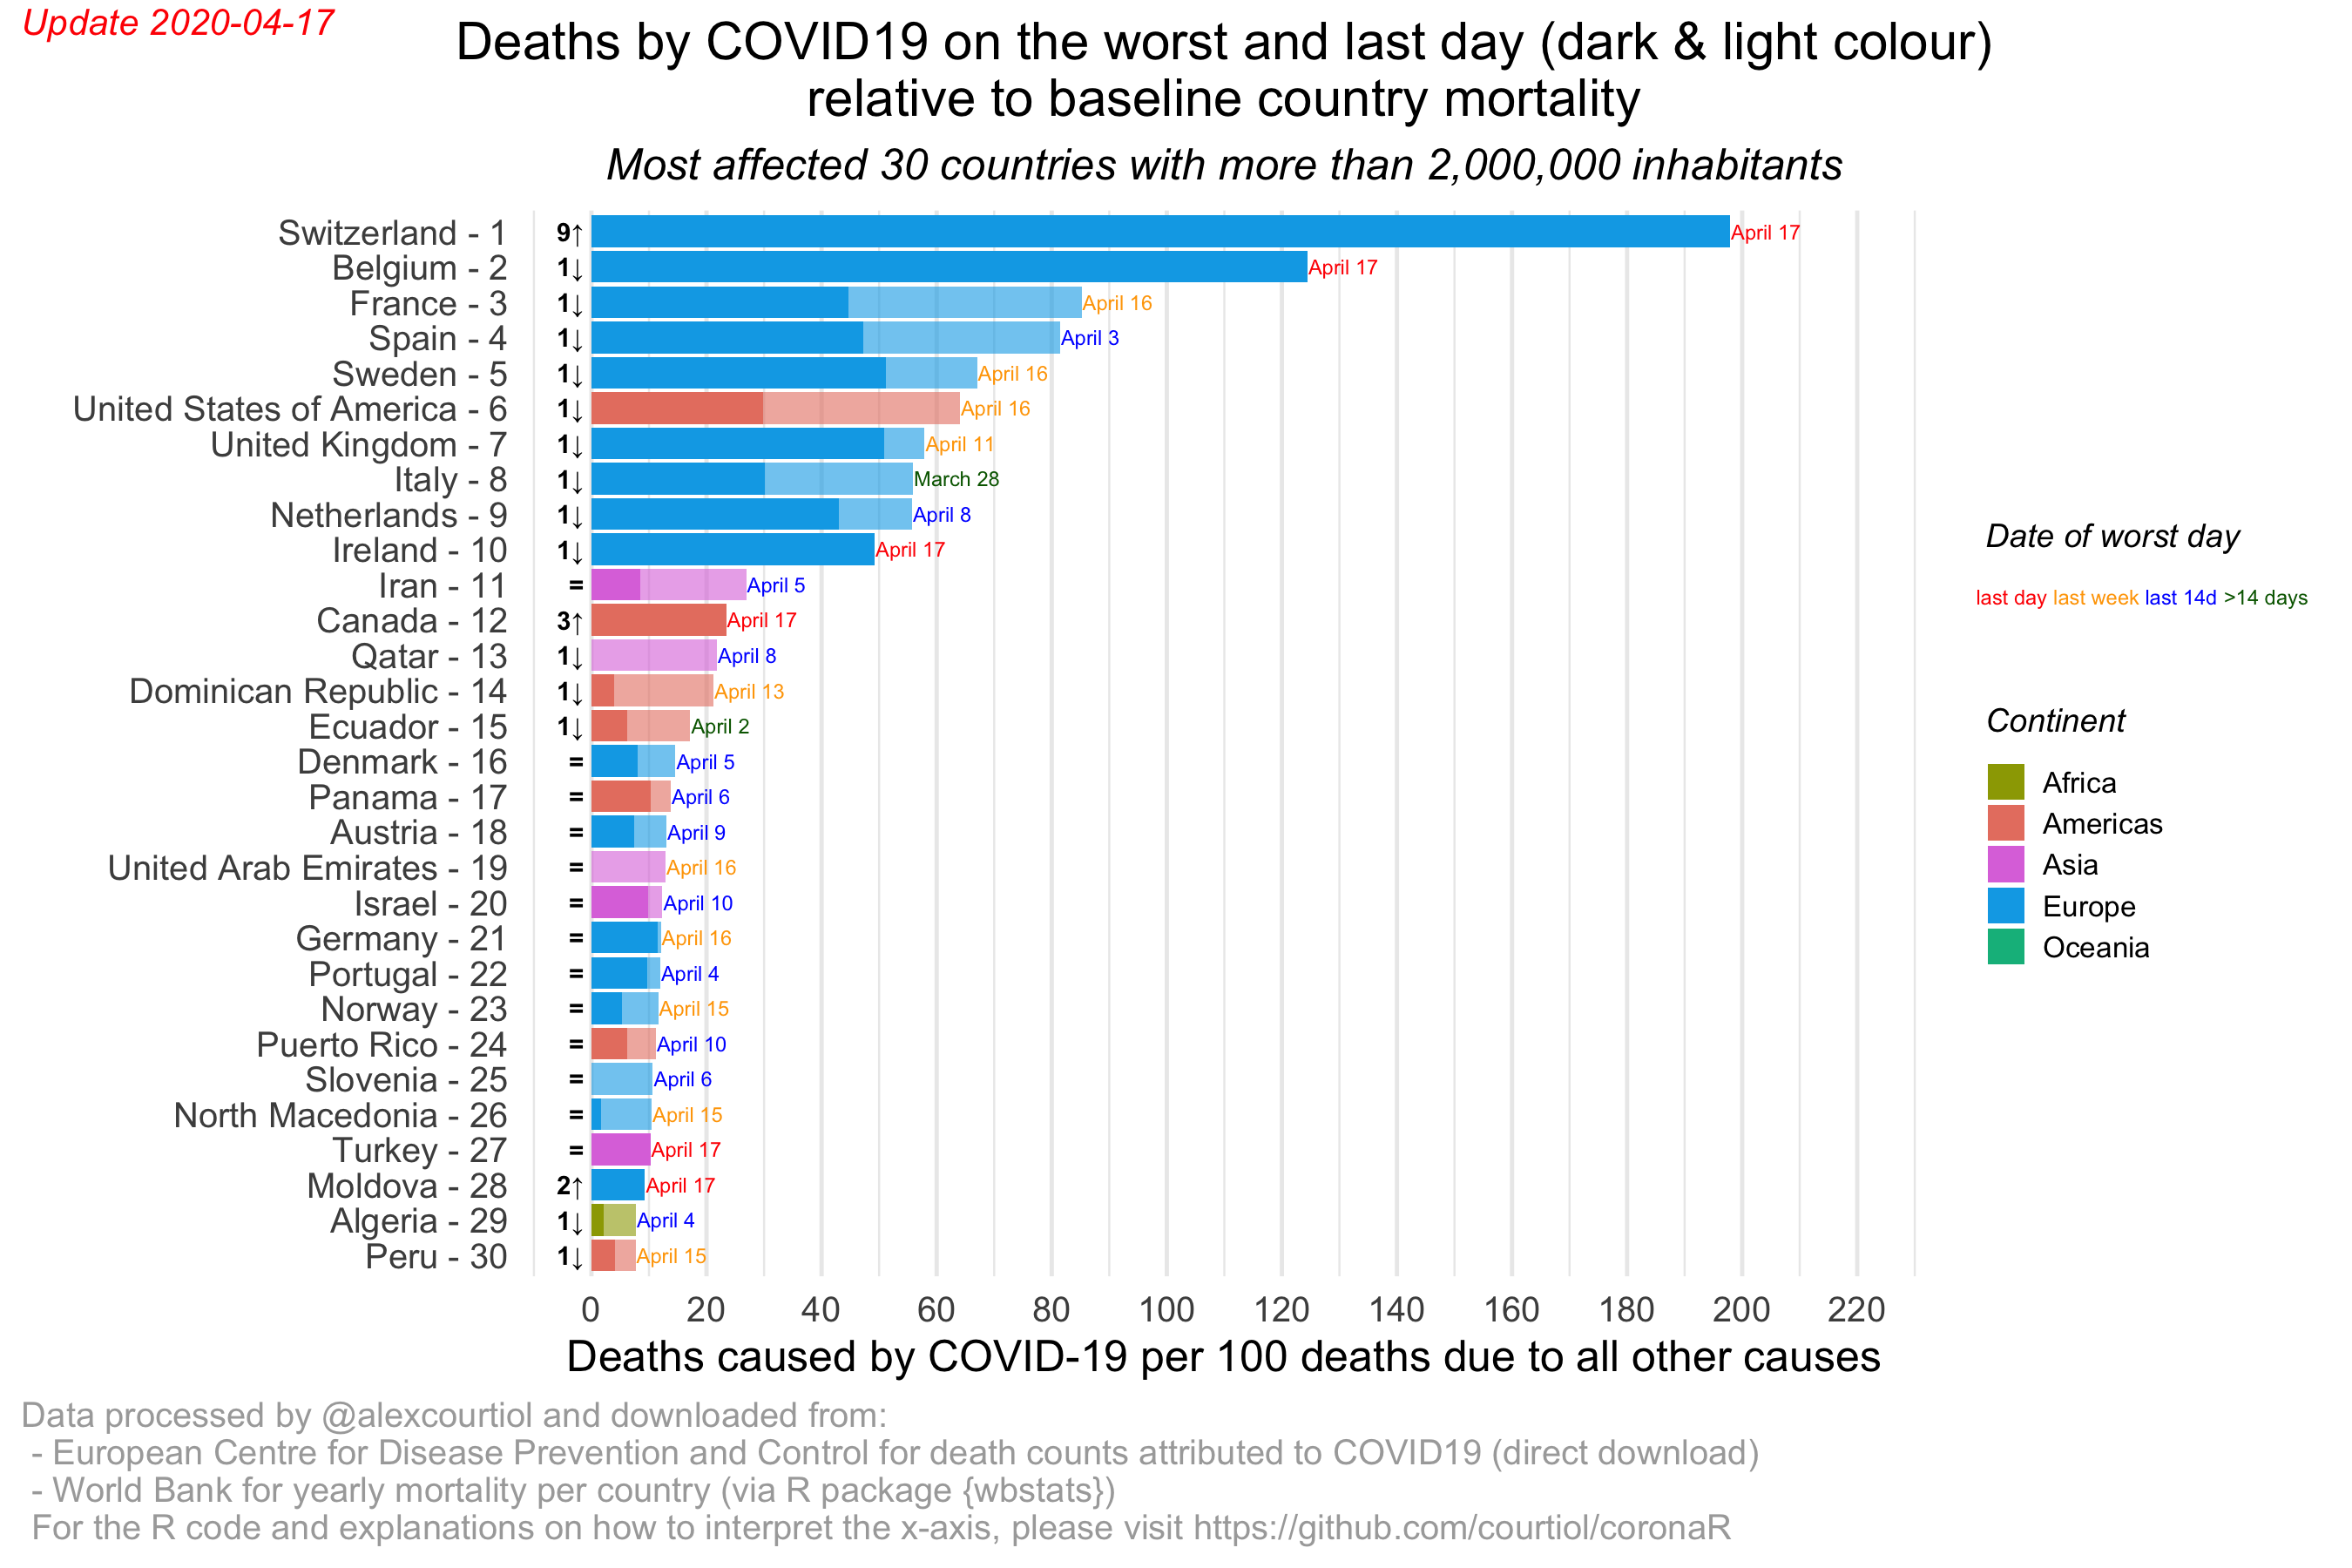 Update 2020-04-17
Deaths by COVID19 on the worst and last day (dark & light colour)
relative to baseline country mortality
Most affected 30 countries with more than 2,000,000 inhabitants
Switzerland - 1 9↑ April 17
Belgium - 2 1↓ April 17
France - 3 1↓ April 16
Spain - 4 1↓ April 3
Sweden - 5 1↓ April 16
United States of America - 6 1↓ April 16
United Kingdom - 7 1↓ April 11
Italy - 8 1↓ March 28
Netherlands - 9 1↓ April 8
Ireland - 10 1↓ April 17
Iran - 11 = April 5
Canada - 12 3↑ April 17
Qatar - 13 1↓ April 8
Dominican Republic - 14 1↓ April 13
Ecuador - 15 1↓ April 2
Denmark - 16 = April 5
Panama - 17 = April 6
Austria - 18 = April 9
United Arab Emirates - 19 = April 16
Israel - 20 = April 10
Germany - 21 = April 16
Portugal - 22 = April 4
Norway - 23 = April 15
Puerto Rico - 24 = April 10
Slovenia - 25 = April 6
North Macedonia - 26 = April 15
Turkey - 27 = April 17
Moldova - 28 2↑ April 17
Algeria - 29 1↓ April 4
Peru - 30 1↓ April 15
0 20 40 60 80 100 120 140 160 180 200 220
Deaths caused by COVID-19 per 100 deaths due to all other causes
Date of worst day
last day last week last 14d >14 days
Continent
Africa
Americas
Asia
Europe
Oceania
Data processed by @alexcourtiol and downloaded from:
- European Centre for Disease Prevention and Control for death counts attributed to COVID19 (direct download)
- World Bank for yearly mortality per country (via R package {wbstats})
For the R code and explanations on how to interpret the x-axis, please visit https://github.com/courtiol/coronaR